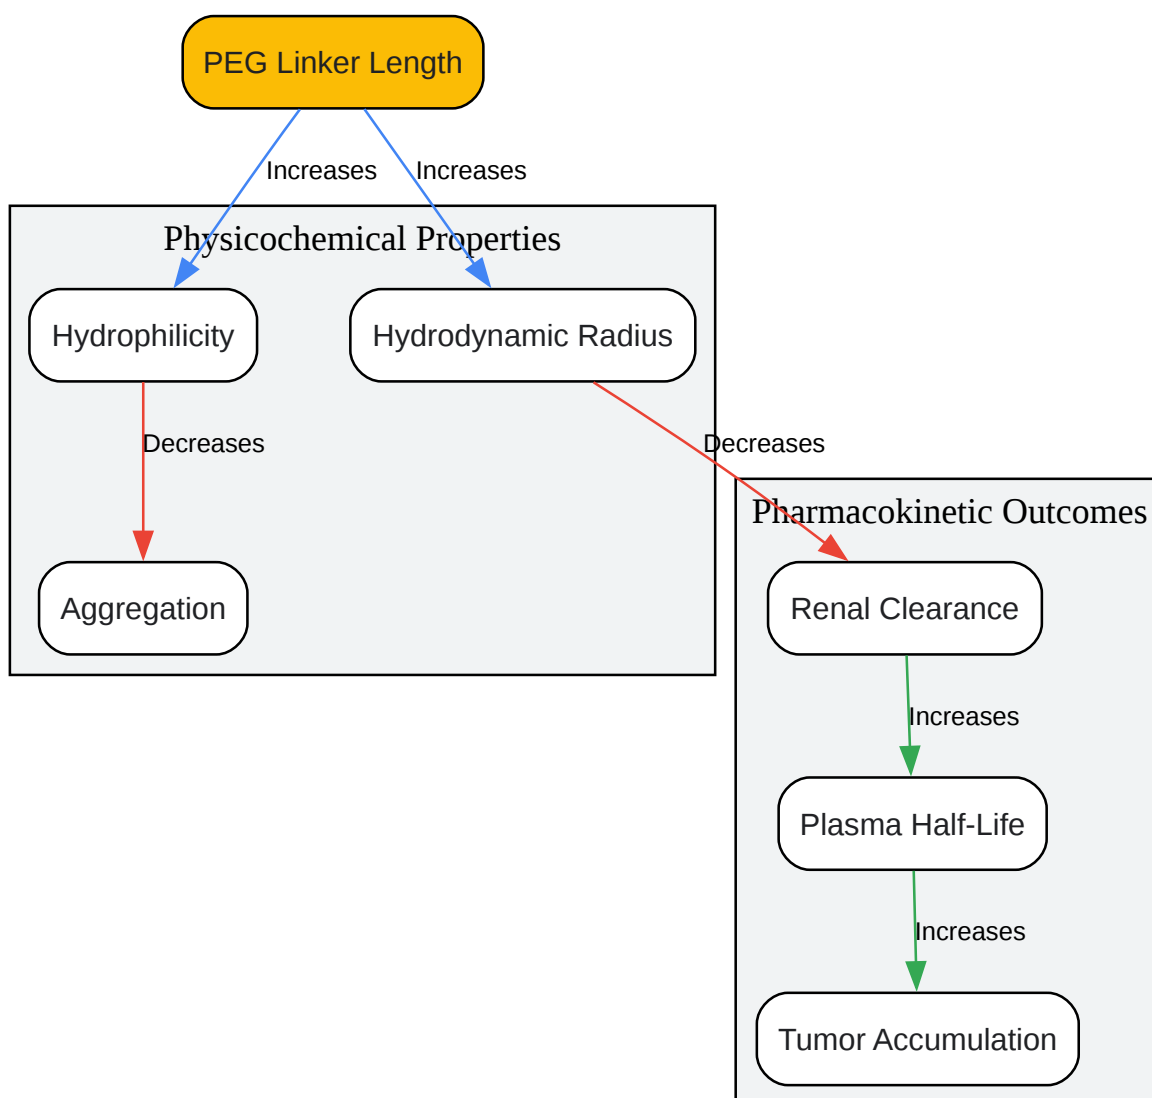 PEG Linker Length
Increases
Increases
Physicochemical Properties
Hydrophilicity
Hydrodynamic Radius
Decreases
Decreases
Pharmacokinetic Outcomes
Aggregation
Renal Clearance
Increases
Plasma Half-Life
Increases
Tumor Accumulation